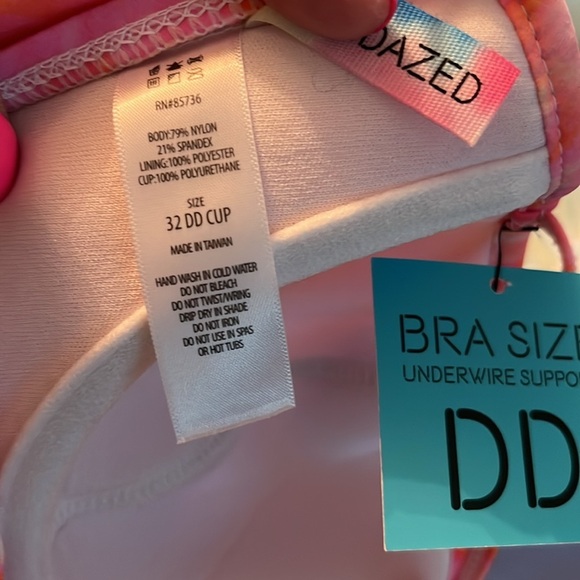 DAZED
RN#85736
BODY:79% NYLON
21% SPANDEX
LINING:100% POLYESTER
CUP:100% POLYURETHANE
SIZE
32 DD CUP
MADE IN TAIWAN
HAND WASH IN COLD WATER
DO NOT BLEACH
DO NOT TWIST/WRING
DRIP DRY IN SHADE
DO NOT IRON
DO NOT USE IN SPAS
OR HOT TUBS
BRA SIZE
UNDERWIRE SUPPO
DD